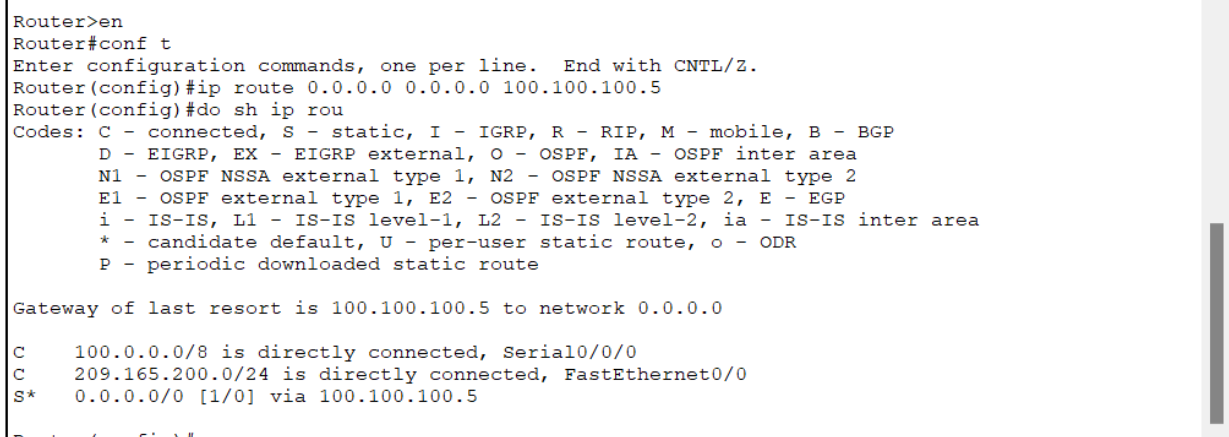 Router>en
Router#conf t
Enter configuration commands, one per line.  End with CNTL/Z.
Router(config)#ip route 0.0.0.0 0.0.0.0 100.100.100.5
Router(config)#do sh ip rou
Codes: C - connected, S - static, I - IGRP, R - RIP, M - mobile, B - BGP
       D - EIGRP, EX - EIGRP external, O - OSPF, IA - OSPF inter area
       N1 - OSPF NSSA external type 1, N2 - OSPF NSSA external type 2
       E1 - OSPF external type 1, E2 - OSPF external type 2, E - EGP
       i - IS-IS, L1 - IS-IS level-1, L2 - IS-IS level-2, ia - IS-IS inter area
       * - candidate default, U - per-user static route, o - ODR
       P - periodic downloaded static route
Gateway of last resort is 100.100.100.5 to network 0.0.0.0
C    100.0.0.0/8 is directly connected, Serial0/0/0
C    209.165.200.0/24 is directly connected, FastEthernet0/0
S*   0.0.0.0/0 [1/0] via 100.100.100.5